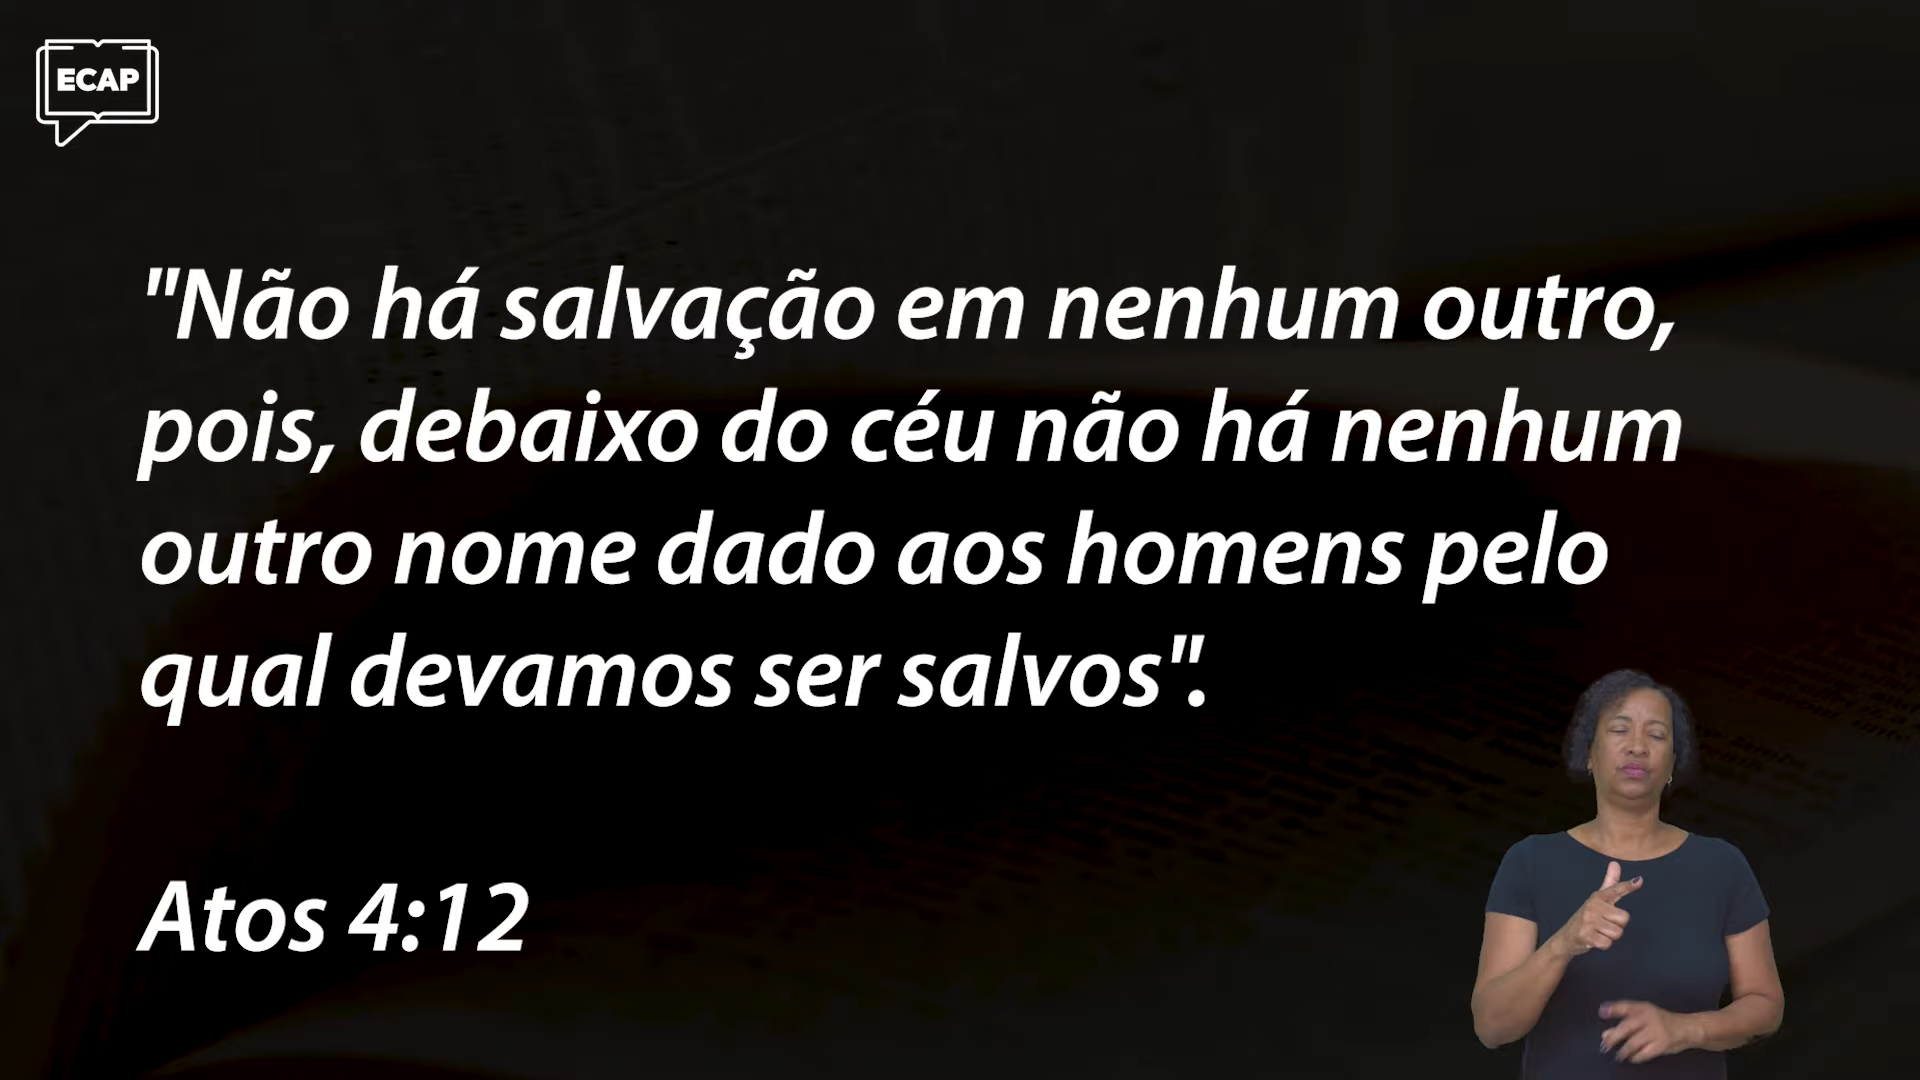 ECAP
"Não há salvação em nenhum outro,
pois, debaixo do céu não há nenhum
outro nome dado aos homens pelo
qual devamos ser salvos".
Atos 4:12